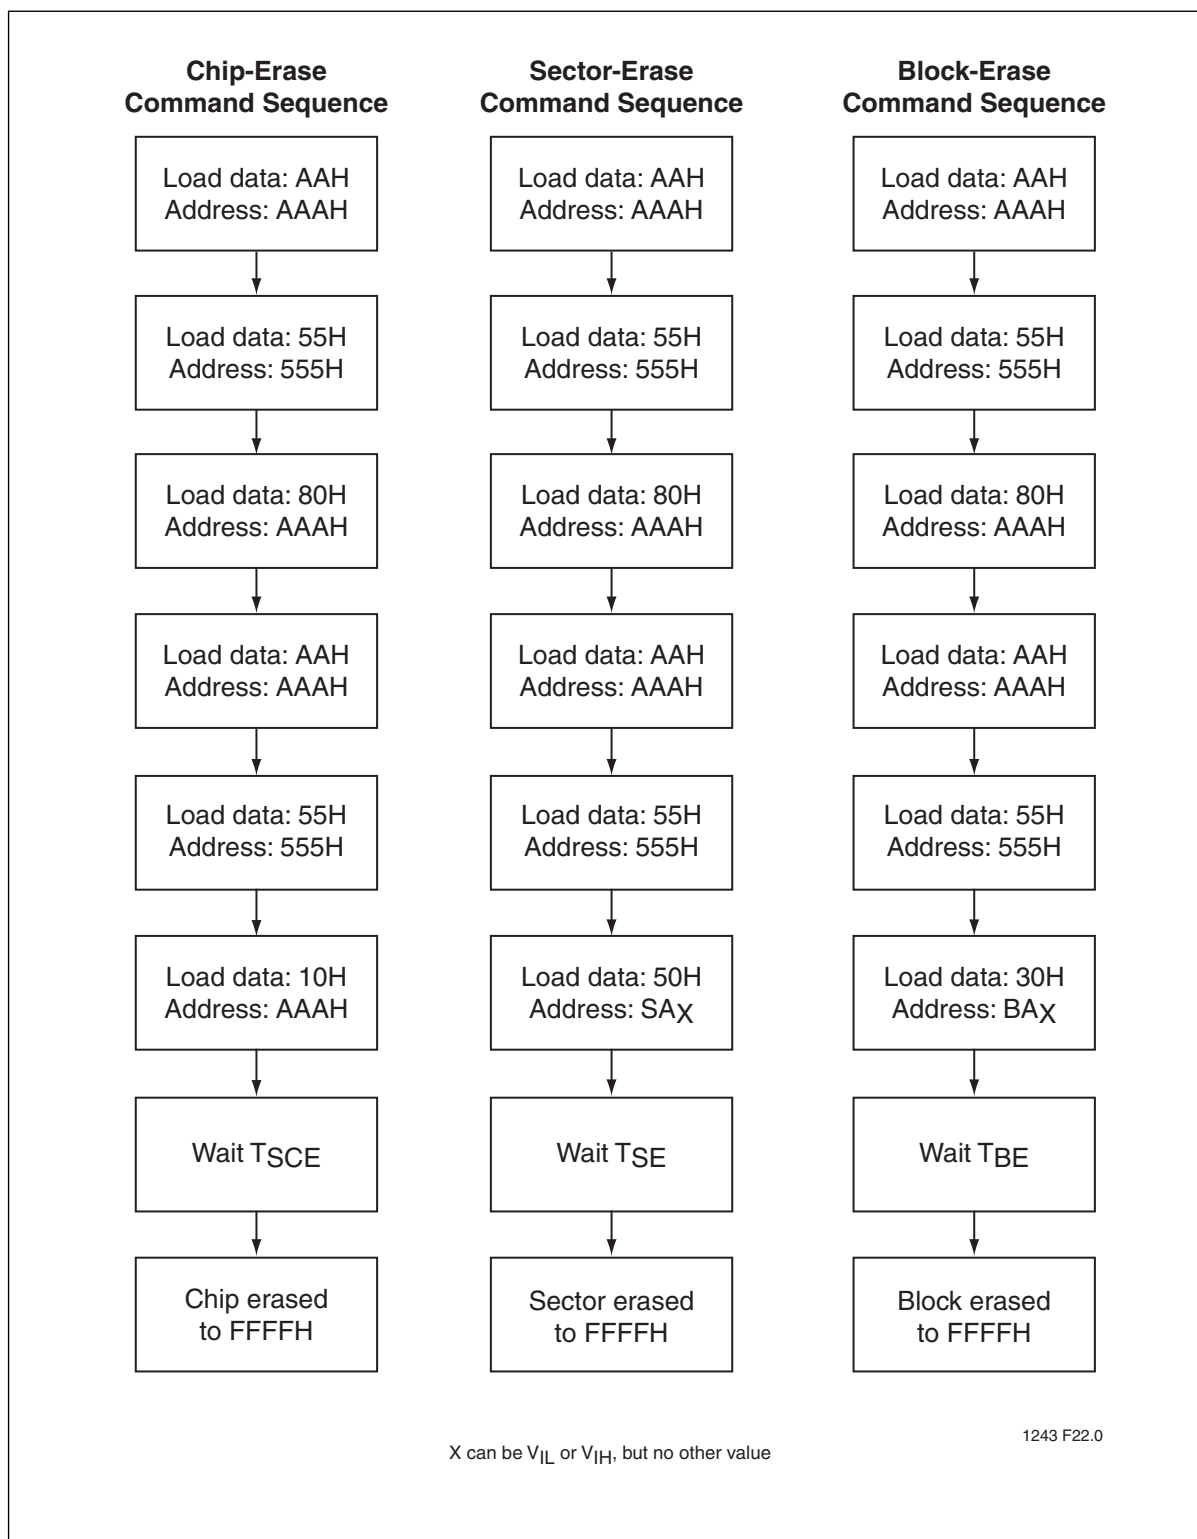 Chip-Erase
Command Sequence
Load data: AAH
Address: AAAH
Load data: 55H
Address: 555H
Load data: 80H
Address: AAAH
Load data: AAH
Address: AAAH
Load data: 55H
Address: 555H
Load data: 10H
Address: AAAH
Wait TSCE
Chip erased
to FFFFH
Sector-Erase
Command Sequence
Load data: AAH
Address: AAAH
Load data: 55H
Address: 555H
Load data: 80H
Address: AAAH
Load data: AAH
Address: AAAH
Load data: 55H
Address: 555H
Load data: 50H
Address: SAX
Wait TSE
Sector erased
to FFFFH
Block-Erase
Command Sequence
Load data: AAH
Address: AAAH
Load data: 55H
Address: 555H
Load data: 80H
Address: AAAH
Load data: AAH
Address: AAAH
Load data: 55H
Address: 555H
Load data: 30H
Address: BAX
Wait TBE
Block erased
to FFFFH
1243 F22.0
X can be VIL or VIH, but no other value